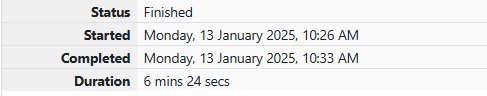 Status Finished
Started Monday, 13 January 2025, 10:26 AM
Completed Monday, 13 January 2025, 10:33 AM
Duration 6 mins 24 secs